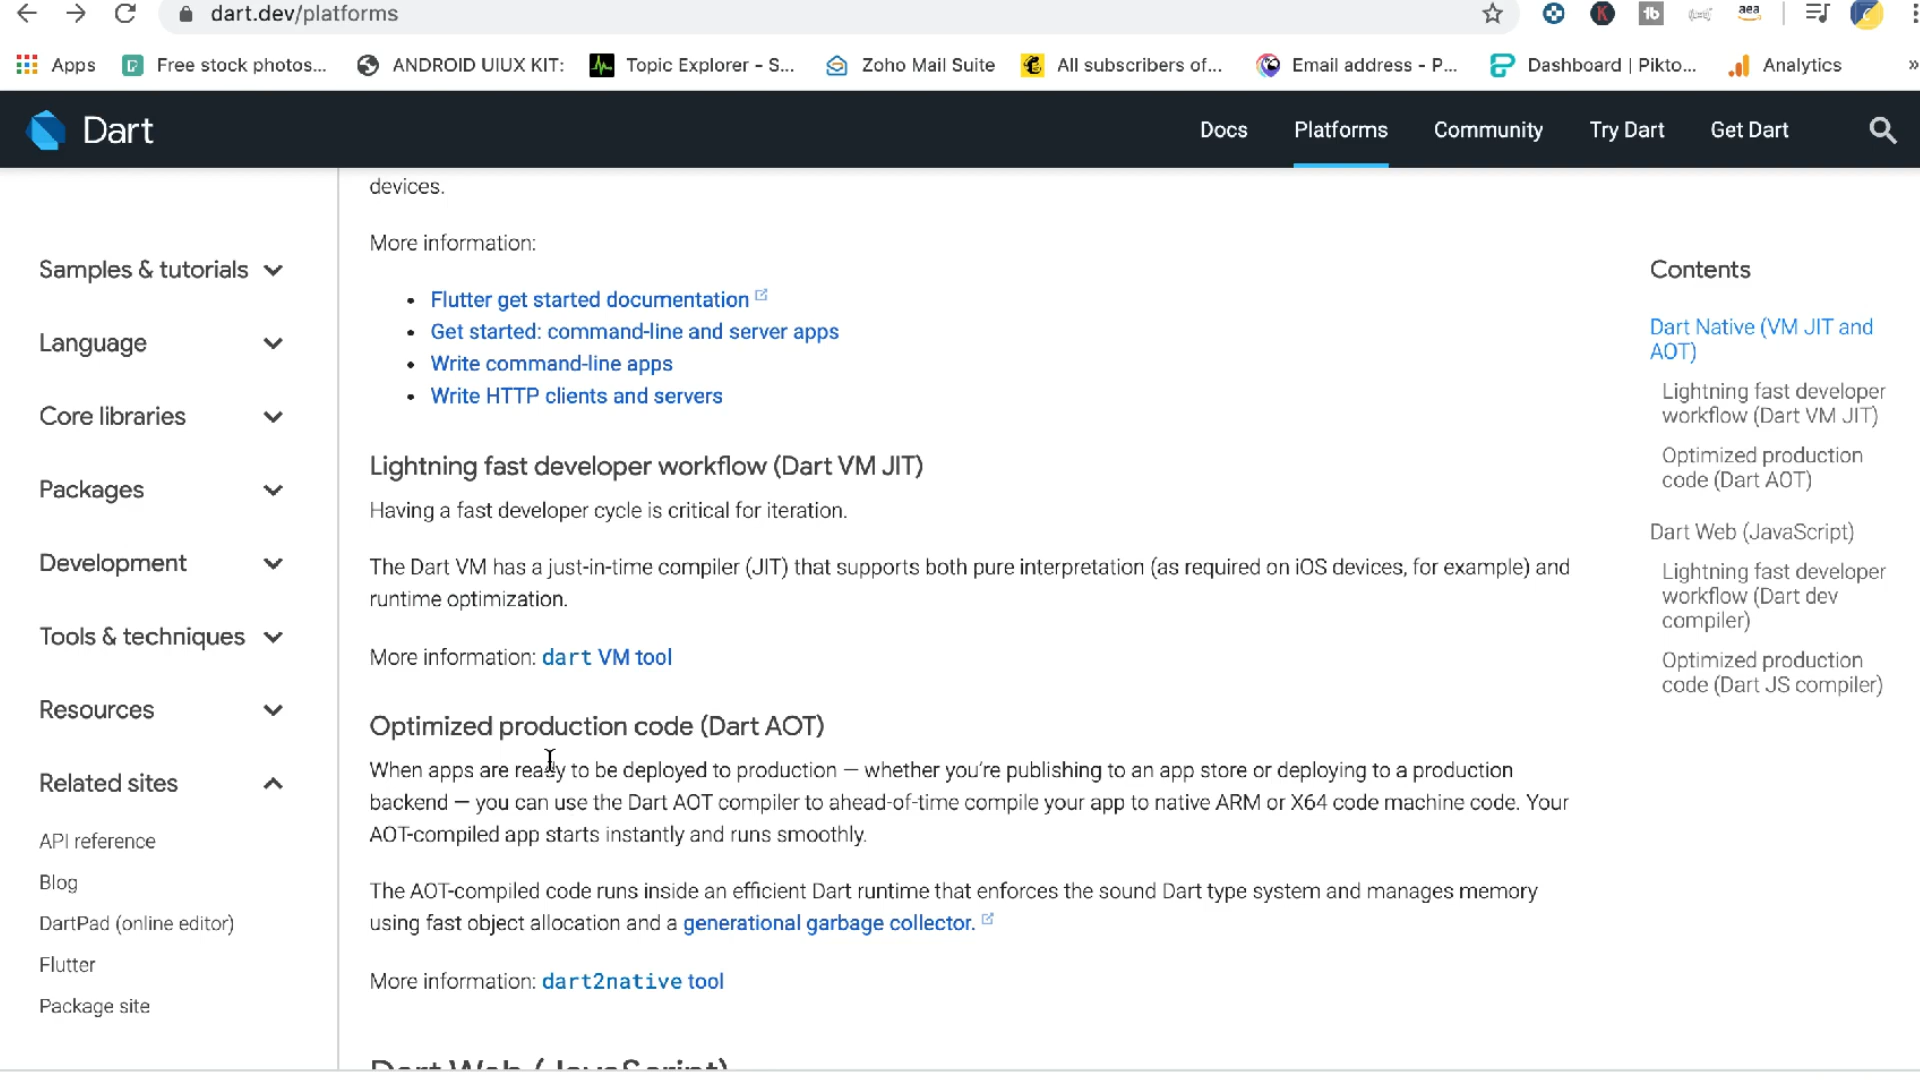 dart.dev/platforms
Apps
Free stock photos...
ANDROID UIUX KIT:
Topic Explorer - S...
Zoho Mail Suite
All subscribers of...
Email address - P...
Dashboard | Pikto...
Analytics
»
Dart
Docs
Platforms
Community
Try Dart
Get Dart
Samples & tutorials
Language
Core libraries
Packages
Development
Tools & techniques
Resources
Related sites
API reference
Blog
DartPad (online editor)
Flutter
Package site
devices.
More information:
• Flutter get started documentation
• Get started: command-line and server apps
• Write command-line apps
• Write HTTP clients and servers
Lightning fast developer workflow (Dart VM JIT)
Having a fast developer cycle is critical for iteration.
The Dart VM has a just-in-time compiler (JIT) that supports both pure interpretation (as required on iOS devices, for example) and
runtime optimization.
More information: dart VM tool
Optimized production code (Dart AOT)
When apps are ready to be deployed to production — whether you’re publishing to an app store or deploying to a production
backend — you can use the Dart AOT compiler to ahead-of-time compile your app to native ARM or X64 code machine code. Your
AOT-compiled app starts instantly and runs smoothly.
The AOT-compiled code runs inside an efficient Dart runtime that enforces the sound Dart type system and manages memory
using fast object allocation and a generational garbage collector.
More information: dart2native tool
Dart Web (JavaScript)
Contents
Dart Native (VM JIT and
AOT)
Lightning fast developer
workflow (Dart VM JIT)
Optimized production
code (Dart AOT)
Dart Web (JavaScript)
Lightning fast developer
workflow (Dart dev
compiler)
Optimized production
code (Dart JS compiler)